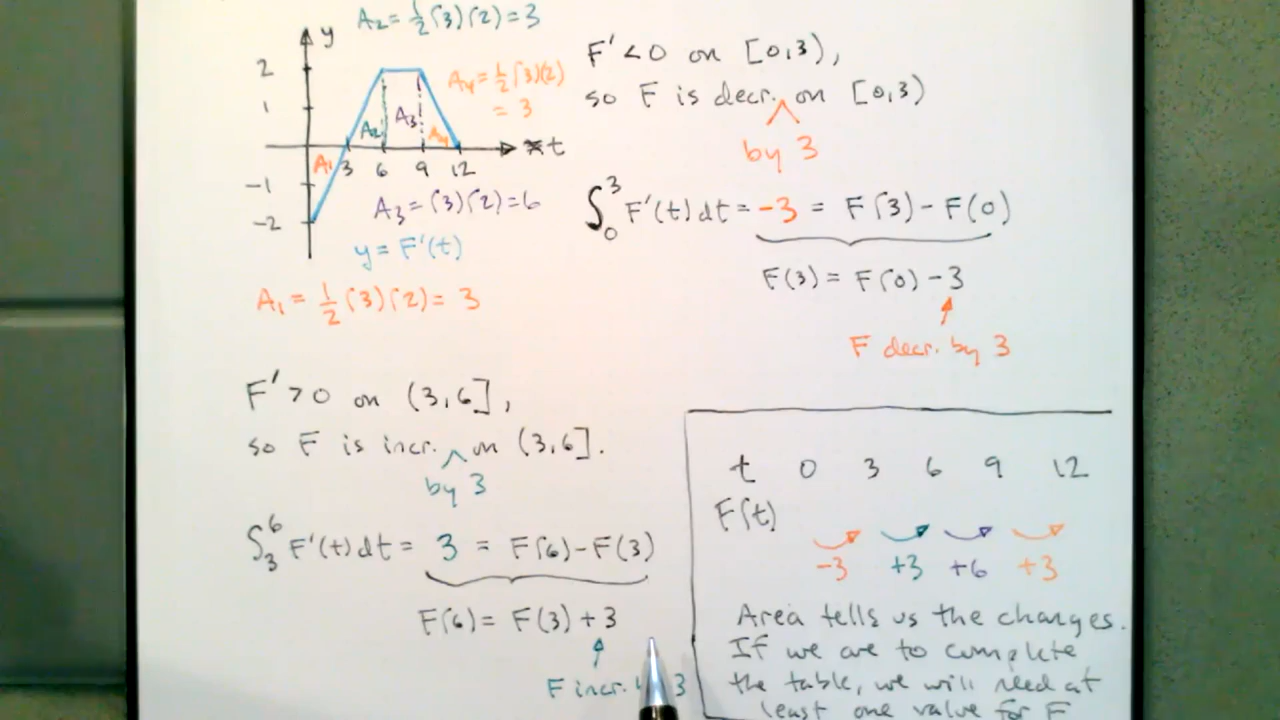 A₂ = ½(3)(2) = 3
y
2
1
-1
-2
A₁
A₂
A₃
A₄
3 6 9 12
t
A₄ = ½(3)(2)
= 3
A₃ = (3)(2) = 6
y = F'(t)
A₁ = ½(3)(2) = 3
F' < 0 on [0,3),
so F is decr. on [0,3)
by 3
∫₀³ F'(t) dt = -3 = F(3) - F(0)
F(3) = F(0) - 3
F decr. by 3
F' > 0 on (3,6],
so F is incr. on (3,6].
by 3
∫₃⁶ F'(t) dt = 3 = F(6) - F(3)
F(6) = F(3) + 3
F incr. 3
t 0 3 6 9 12
F(t)
-3 +3 +6 +3
Area tells us the changes.
If we are to complete
the table, we will need at
least one value for F